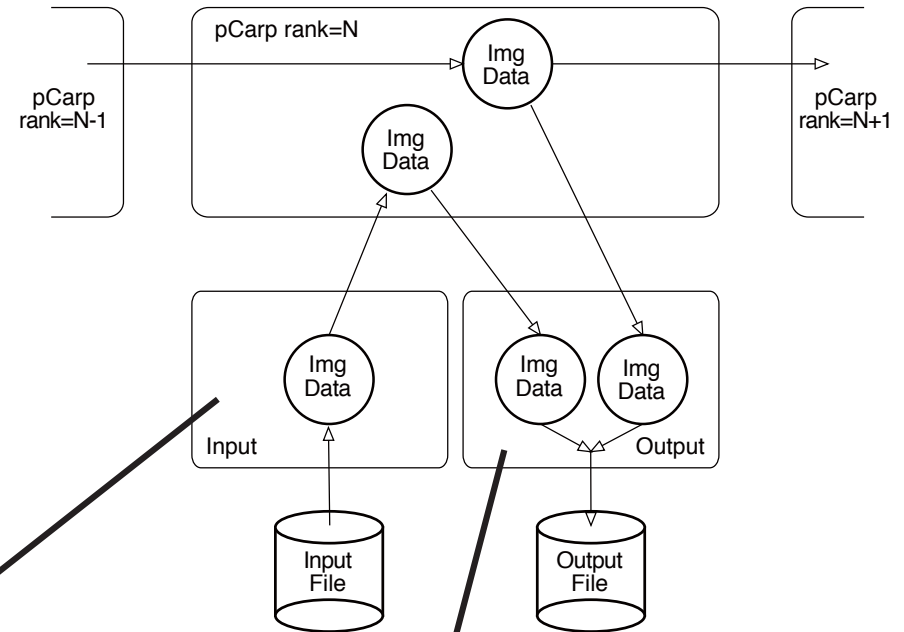 pCarp rank=N
Img
Data
pCarp
rank=N-1
pCarp
rank=N+1
Img
Data
Img
Data
Img
Data
Img
Data
Input
Output
Input
File
Output
File